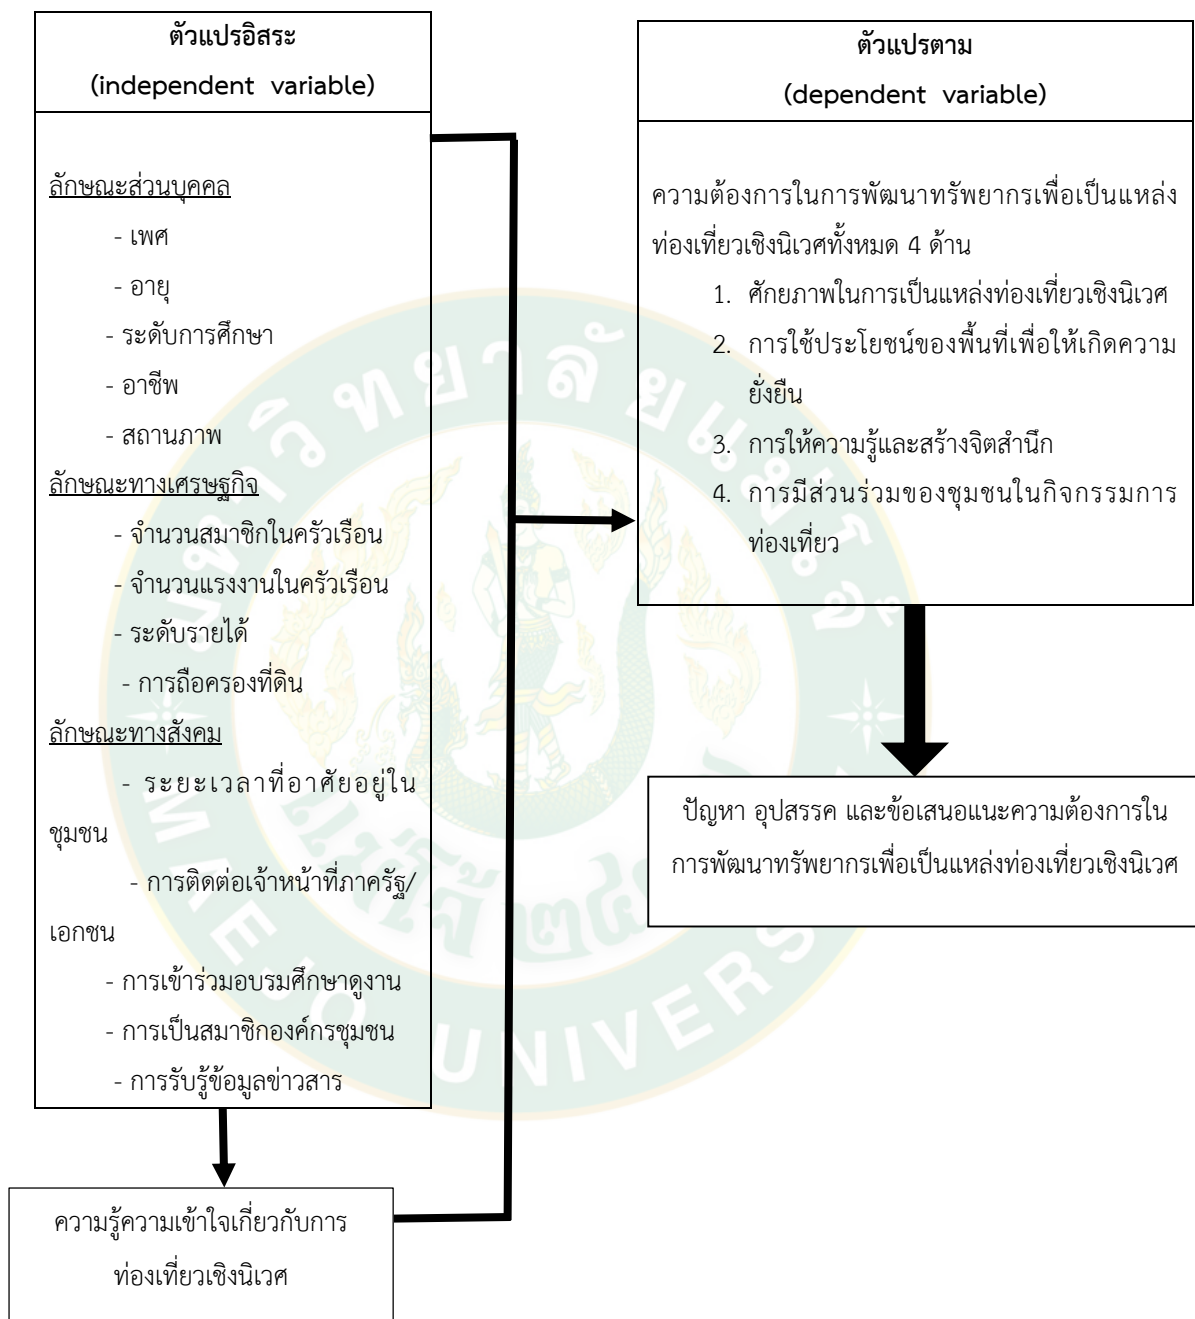 ตัวแปรอิสระ
(independent variable)
ลักษณะส่วนบุคคล
- เพศ
- อายุ
- ระดับการศึกษา
- อาชีพ
- สถานภาพ
ลักษณะทางเศรษฐกิจ
- จำนวนสมาชิกในครัวเรือน
- จำนวนแรงงานในครัวเรือน
- ระดับรายได้
- การถือครองที่ดิน
ลักษณะทางสังคม
- ระยะเวลาที่อาศัยอยู่ใน
ชุมชน
- การติดต่อเจ้าหน้าที่ภาครัฐ/
เอกชน
- การเข้าร่วมอบรมศึกษาดูงาน
- การเป็นสมาชิกองค์กรชุมชน
- การรับรู้ข้อมูลข่าวสาร
ความรู้ความเข้าใจเกี่ยวกับการ
ท่องเที่ยวเชิงนิเวศ
ตัวแปรตาม
(dependent variable)
ความต้องการในการพัฒนาทรัพยากรเพื่อเป็นแหล่ง
ท่องเที่ยวเชิงนิเวศทั้งหมด 4 ด้าน
1. ศักยภาพในการเป็นแหล่งท่องเที่ยวเชิงนิเวศ
2. การใช้ประโยชน์ของพื้นที่เพื่อให้เกิดความ
ยั่งยืน
3. การให้ความรู้และสร้างจิตสำนึก
4. การมีส่วนร่วมของชุมชนในกิจกรรมการ
ท่องเที่ยว
ปัญหา อุปสรรค และข้อเสนอแนะความต้องการใน
การพัฒนาทรัพยากรเพื่อเป็นแหล่งท่องเที่ยวเชิงนิเวศ
มหาวิทยาลัยแม่โจ้
MAEJO UNIVERS